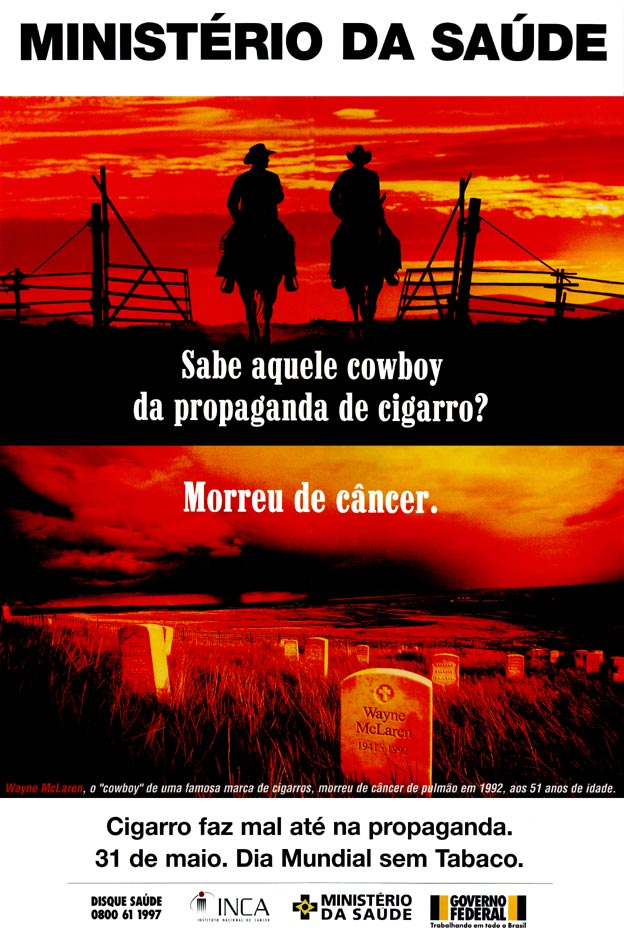 MINISTÉRIO DA SAÚDE
Sabe aquele cowboy
da propaganda de cigarro?
Morreu de câncer.
Wayne
McLaren
1941 - 1992
Wayne McLaren, o "cowboy" de uma famosa marca de cigarros, morreu de câncer de pulmão em 1992, aos 51 anos de idade.
Cigarro faz mal até na propaganda.
31 de maio. Dia Mundial sem Tabaco.
DISQUE SAÚDE
0800 61 1997
INCA
INSTITUTO NACIONAL DE CÂNCER
MINISTÉRIO
DA SAÚDE
GOVERNO
FEDERAL
Trabalhando em todo o Brasil